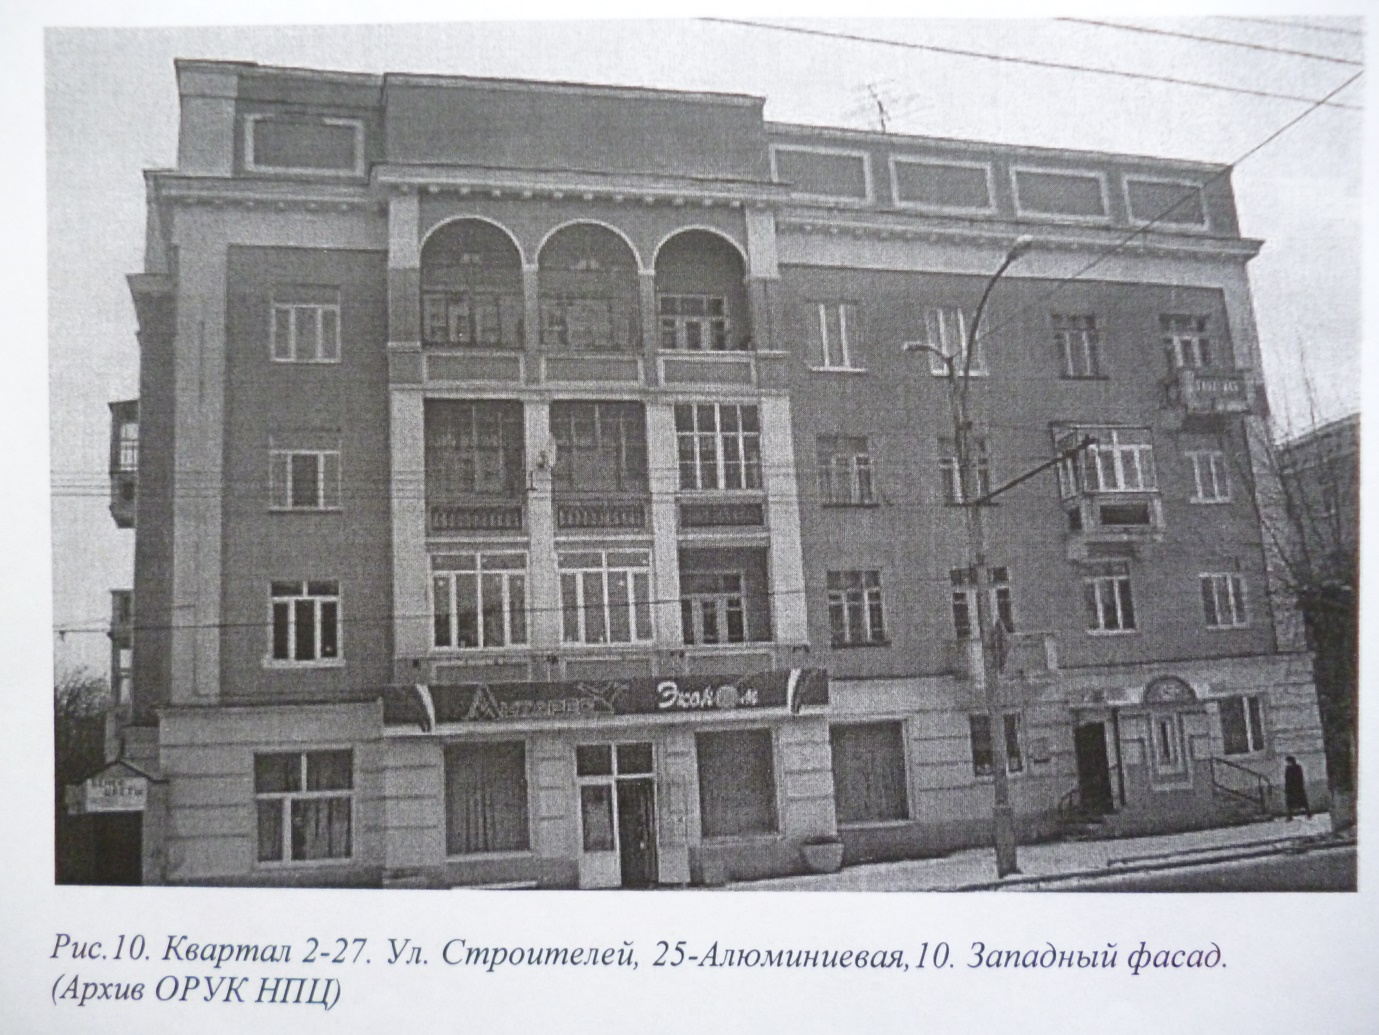 Эконом
Рис.10. Квартал 2-27. Ул. Строителей, 25-Алюминиевая,10. Западный фасад.
(Архив ОРУК НПЦ)